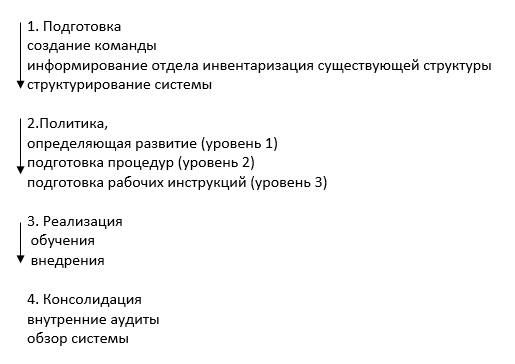 1. Подготовка
создание команды
информирование отдела инвентаризация существующей структуры
структурирование системы
2.Политика,
определяющая развитие (уровень 1)
подготовка процедур (уровень 2)
подготовка рабочих инструкций (уровень 3)
3. Реализация
обучения
внедрения
4. Консолидация
внутренние аудиты
обзор системы